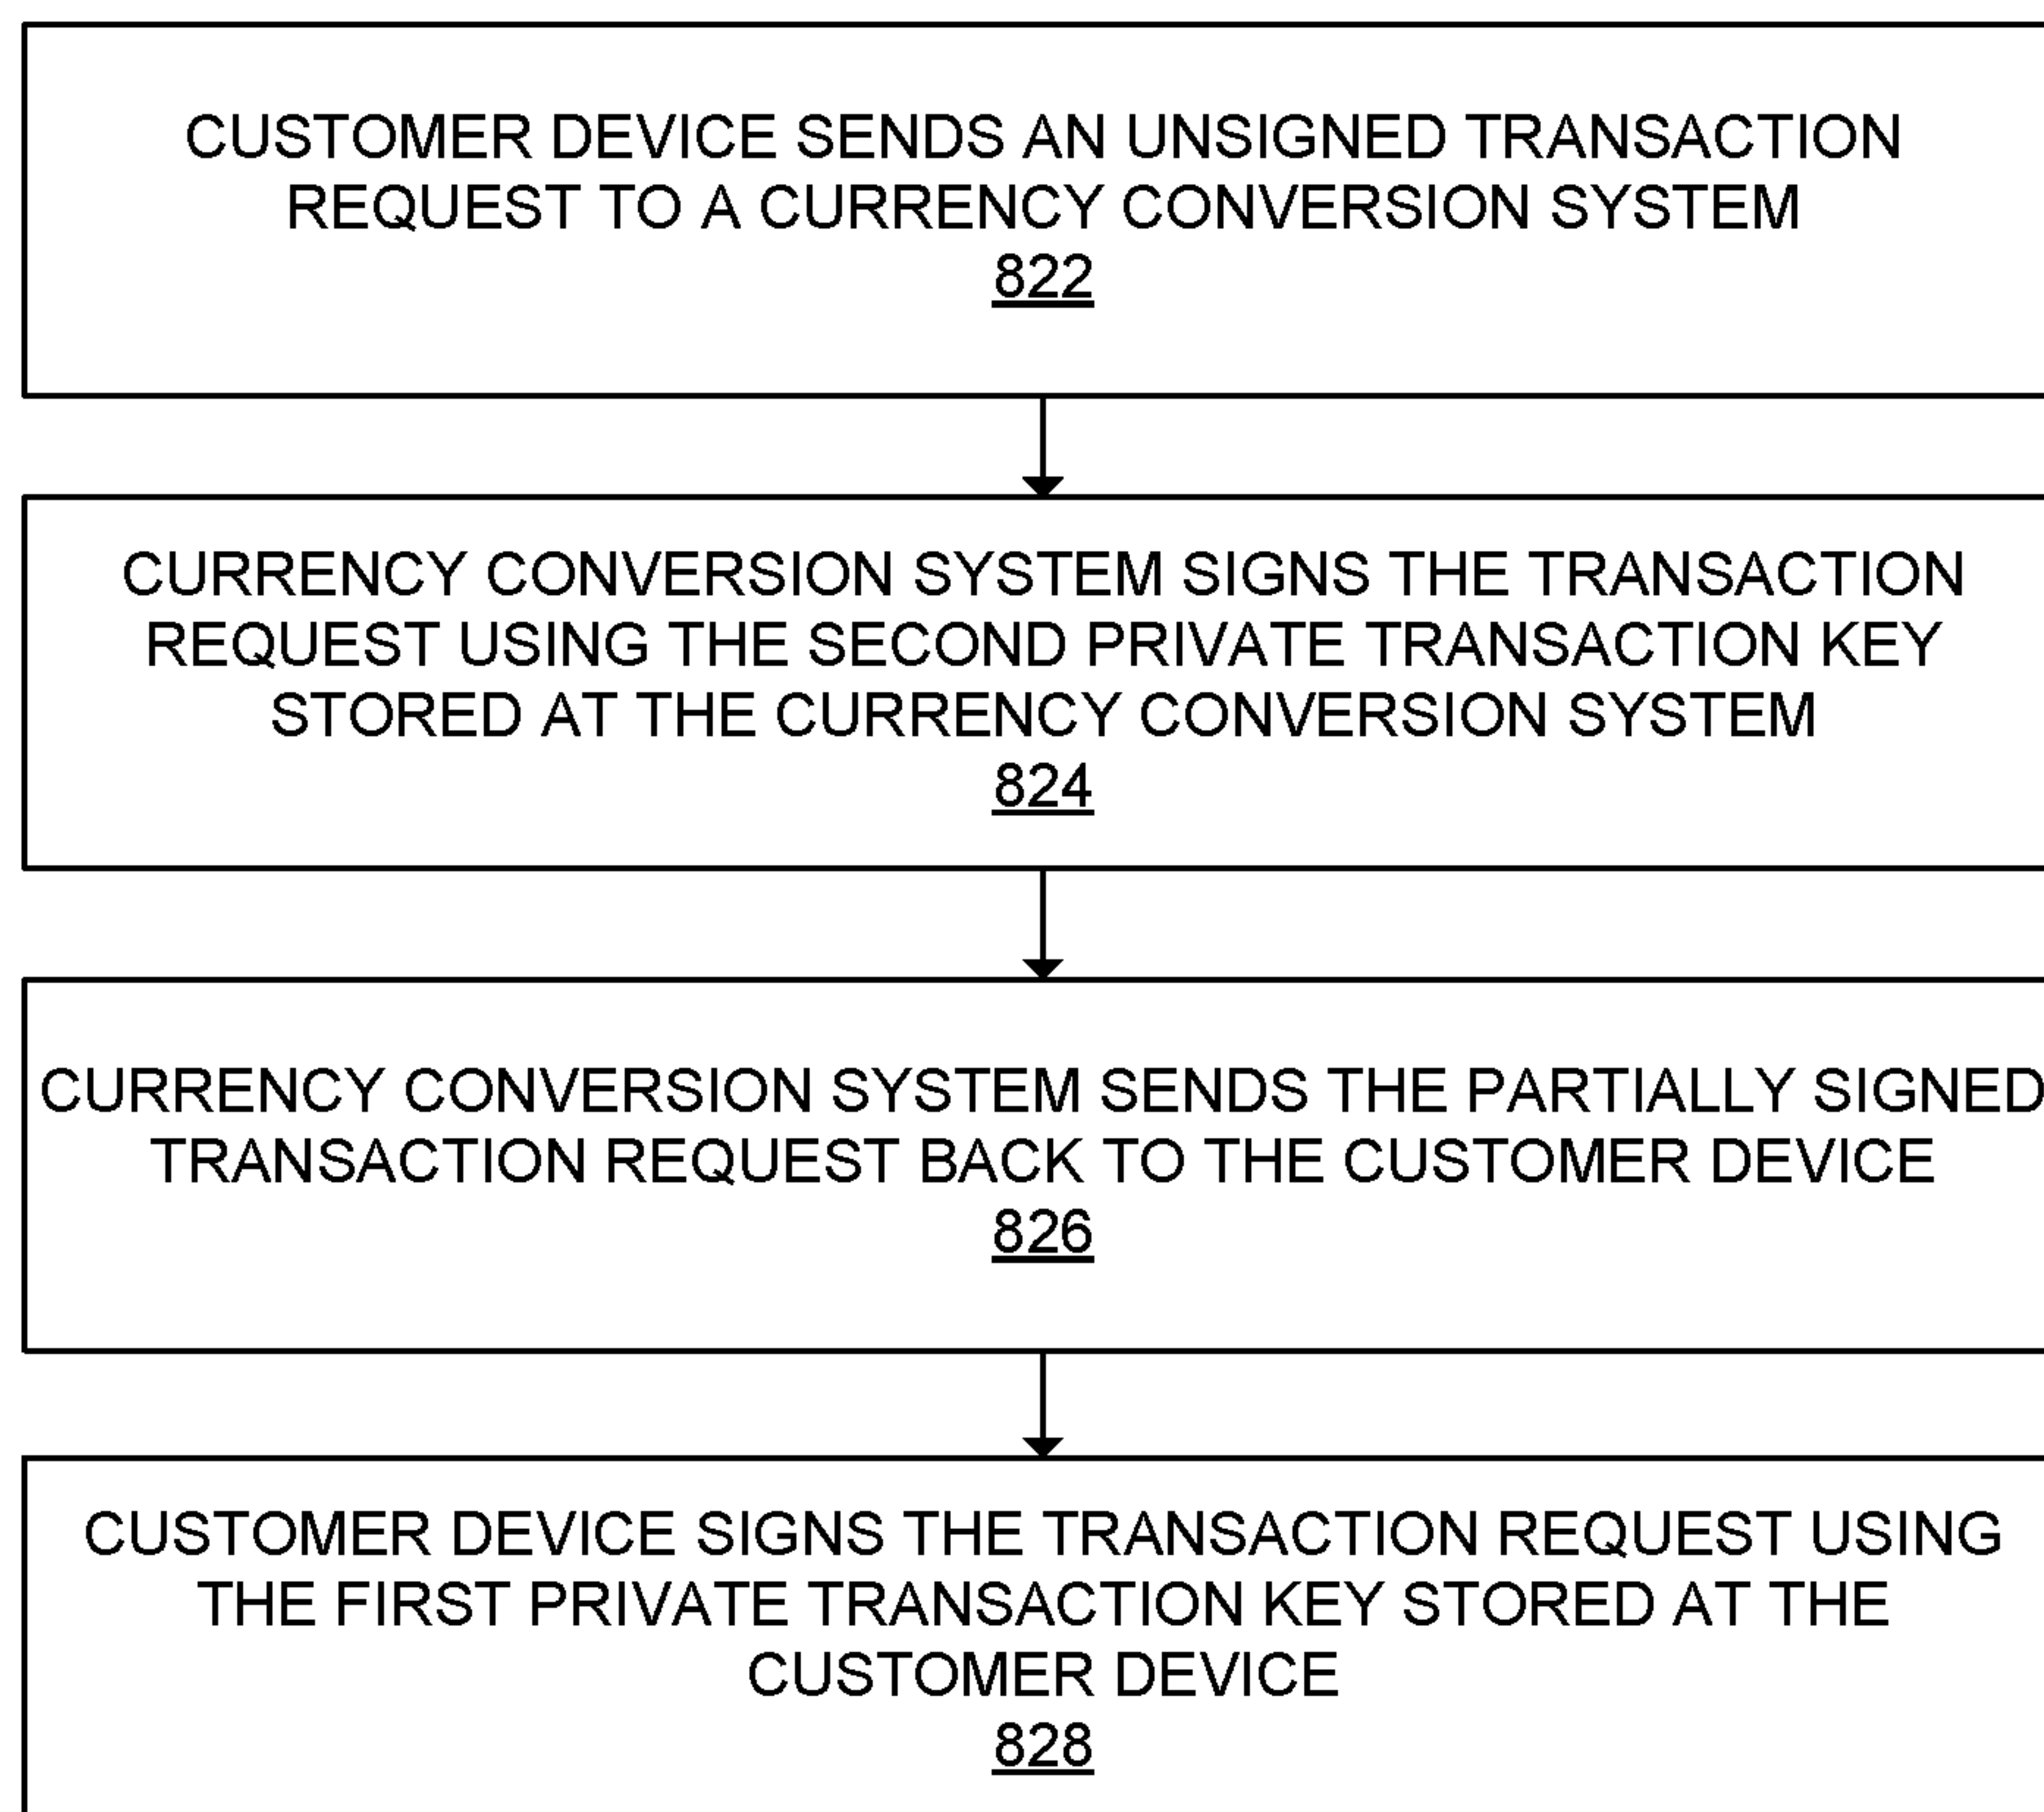 CUSTOMER DEVICE SENDS AN UNSIGNED TRANSACTION
REQUEST TO A CURRENCY CONVERSION SYSTEM
822
CURRENCY CONVERSION SYSTEM SIGNS THE TRANSACTION
REQUEST USING THE SECOND PRIVATE TRANSACTION KEY
STORED AT THE CURRENCY CONVERSION SYSTEM
824
CURRENCY CONVERSION SYSTEM SENDS THE PARTIALLY SIGNED
TRANSACTION REQUEST BACK TO THE CUSTOMER DEVICE
826
CUSTOMER DEVICE SIGNS THE TRANSACTION REQUEST USING
THE FIRST PRIVATE TRANSACTION KEY STORED AT THE
CUSTOMER DEVICE
828